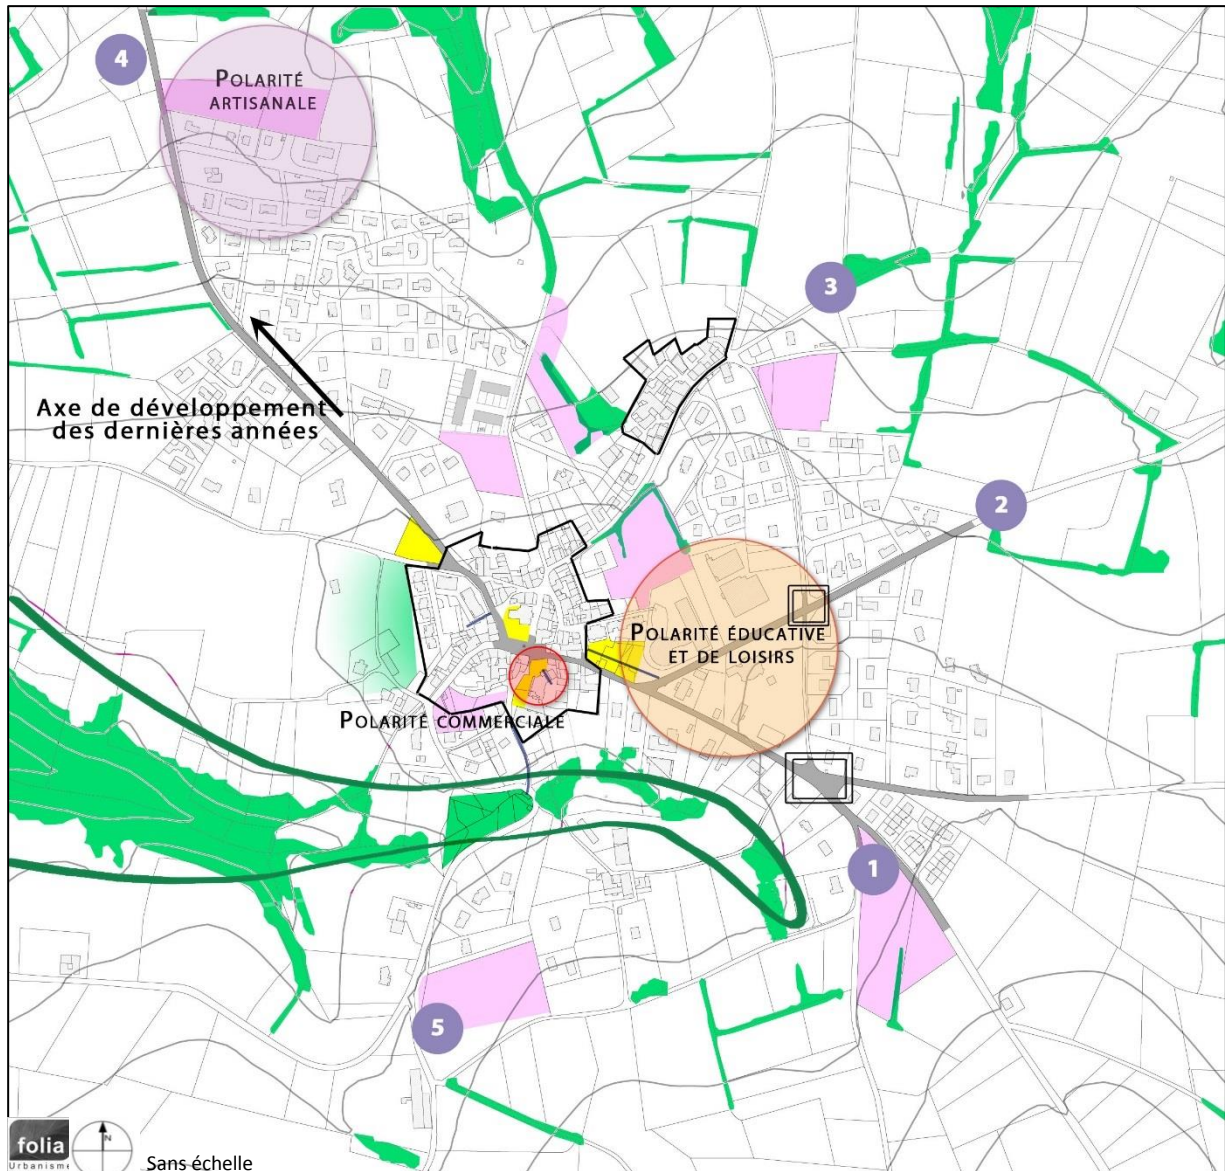 4
POLARITÉ
ARTISANALE
3
Axe de développement
des dernières années
2
POLARITÉ ÉDUCATIVE
ET DE LOISIRS
POLARITÉ COMMERCIALE
1
5
N
folia
Urbanisme
Sans échelle